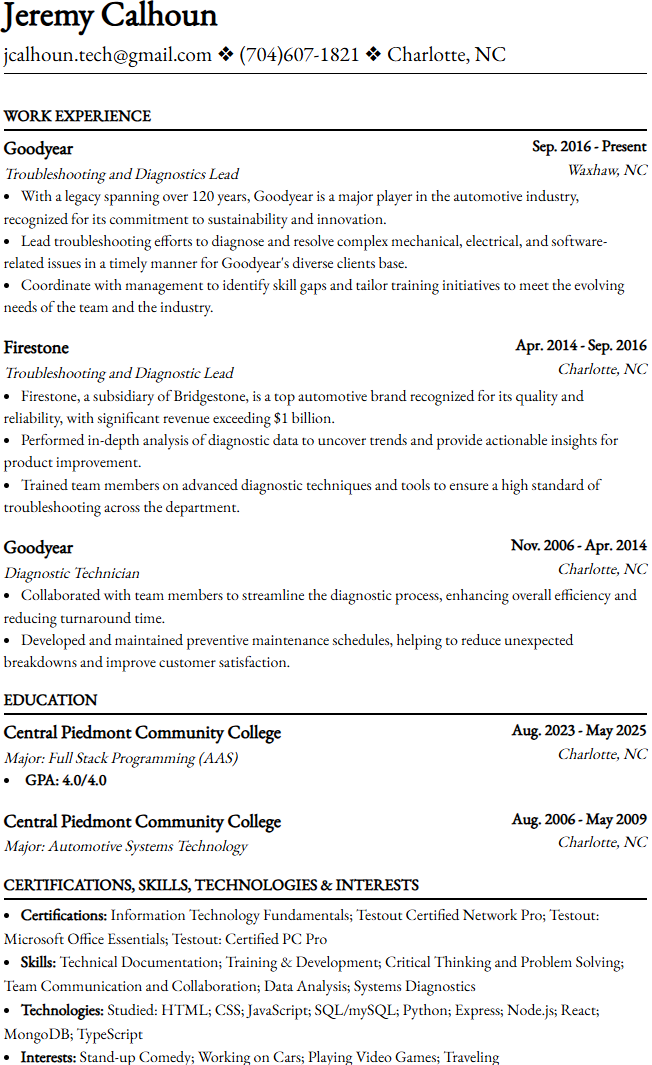 Jeremy Calhoun
jcalhoun.tech@gmail.com ❖ (704)607-1821 ❖ Charlotte, NC
WORK EXPERIENCE
Goodyear Sep. 2016 - Present
Troubleshooting and Diagnostics Lead Waxhaw, NC
• With a legacy spanning over 120 years, Goodyear is a major player in the automotive industry,
recognized for its commitment to sustainability and innovation.
• Lead troubleshooting efforts to diagnose and resolve complex mechanical, electrical, and software-
related issues in a timely manner for Goodyear's diverse clients base.
• Coordinate with management to identify skill gaps and tailor training initiatives to meet the evolving
needs of the team and the industry.
Firestone Apr. 2014 - Sep. 2016
Troubleshooting and Diagnostic Lead Charlotte, NC
• Firestone, a subsidiary of Bridgestone, is a top automotive brand recognized for its quality and
reliability, with significant revenue exceeding $1 billion.
• Performed in-depth analysis of diagnostic data to uncover trends and provide actionable insights for
product improvement.
• Trained team members on advanced diagnostic techniques and tools to ensure a high standard of
troubleshooting across the department.
Goodyear Nov. 2006 - Apr. 2014
Diagnostic Technician Charlotte, NC
• Collaborated with team members to streamline the diagnostic process, enhancing overall efficiency and
reducing turnaround time.
• Developed and maintained preventive maintenance schedules, helping to reduce unexpected
breakdowns and improve customer satisfaction.
EDUCATION
Central Piedmont Community College Aug. 2023 - May 2025
Major: Full Stack Programming (AAS) Charlotte, NC
• GPA: 4.0/4.0
Central Piedmont Community College Aug. 2006 - May 2009
Major: Automotive Systems Technology Charlotte, NC
CERTIFICATIONS, SKILLS, TECHNOLOGIES & INTERESTS
• Certifications: Information Technology Fundamentals; Testout Certified Network Pro; Testout:
Microsoft Office Essentials; Testout: Certified PC Pro
• Skills: Technical Documentation; Training & Development; Critical Thinking and Problem Solving;
Team Communication and Collaboration; Data Analysis; Systems Diagnostics
• Technologies: Studied: HTML; CSS; JavaScript; SQL/mySQL; Python; Express; Node.js; React;
MongoDB; TypeScript
• Interests: Stand-up Comedy; Working on Cars; Playing Video Games; Traveling